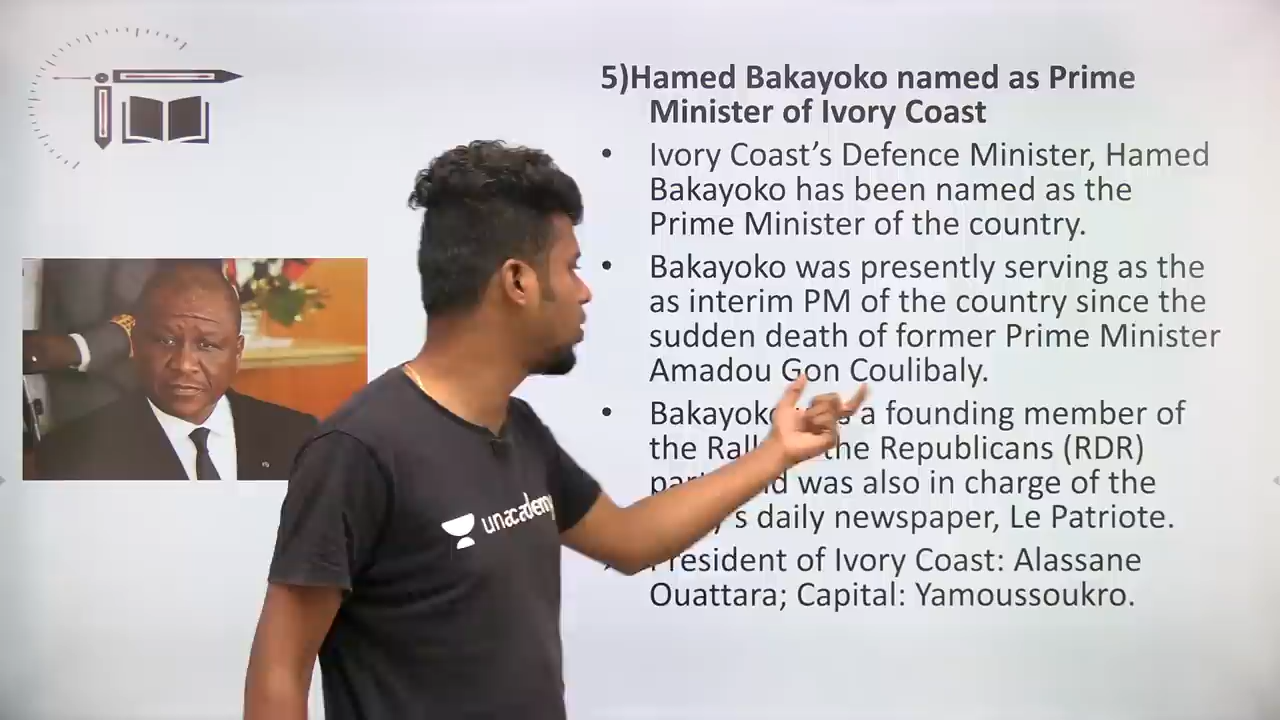 5)Hamed Bakayoko named as Prime
Minister of Ivory Coast
• Ivory Coast's Defence Minister, Hamed
Bakayoko has been named as the
Prime Minister of the country.
• Bakayoko was presently serving as the
as interim PM of the country since the
sudden death of former Prime Minister
Amadou Gon Coulibaly.
• Bakayoko a founding member of
the the Republicans (RDR)
was also in charge of the
daily newspaper, Le Patriote.
President of Ivory Coast: Alassane
Ouattara; Capital: Yamoussoukro.
unacademy